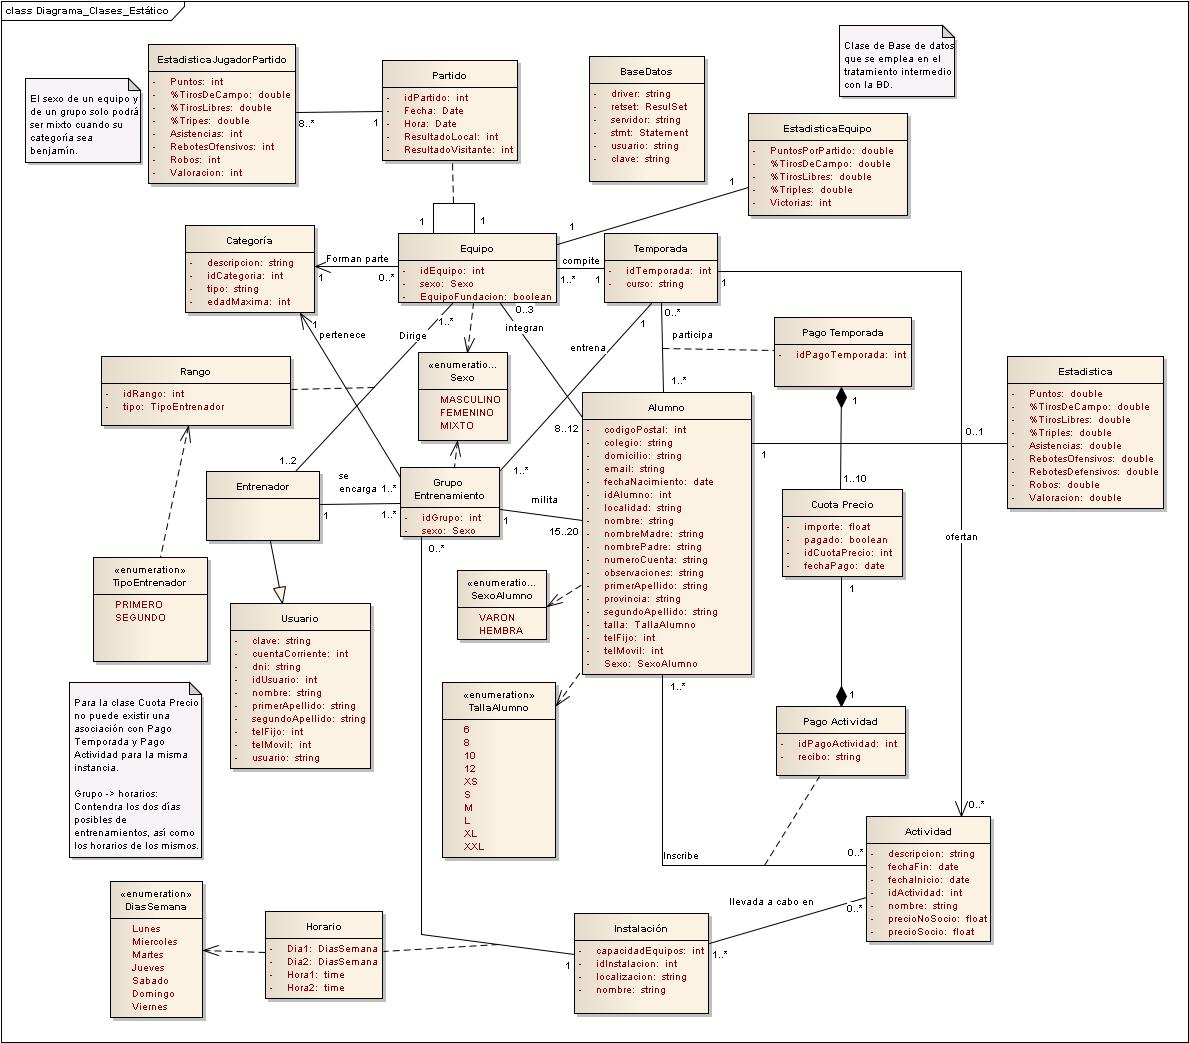 class Diagrama_Clases_Estático
El sexo de un equipo y
de un grupo solo podrá
ser mixto cuando su
categoría sea
benjamín.
EstadisticaJugadorPartido
- Puntos: int
- %TirosDeCampo: double
- %TirosLibres: double
- %Tripes: double
- Asistencias: int
- RebotesOfensivos: int
- Robos: int
- Valoracion: int
8..*
1
Partido
- idPartido: int
- Fecha: Date
- Hora: Date
- ResultadoLocal: int
- ResultadoVisitante: int
BaseDatos
- driver: string
- retset: ResulSet
- servidor: string
- stmt: Statement
- usuario: string
- clave: string
Clase de Base de datos
que se emplea en el
tratamiento intermedio
con la BD.
EstadisticaEquipo
- PuntosPorPartido: double
- %TirosDeCampo: double
- %TirosLibres: double
- %Triples: double
- Victorias: int
1
1
1
1
Categoría
- descripcion: string
- idCategoria: int
- tipo: string
- edadMaxima: int
Forman parte
1
0..*
Equipo
- idEquipo: int
- sexo: Sexo
- EquipoFundacion: boolean
compite
1..*
1
Temporada
- idTemporada: int
- curso: string
1
1
pertenece
Dirige
1..*
0..3
integran
entrena
1
0..*
participa
Pago Temporada
- idPagoTemporada: int
1
Rango
- idRango: int
- tipo: TipoEntrenador
«enumeratio...
Sexo
MASCULINO
FEMENINO
MIXTO
1..*
8..12
Alumno
- codigoPostal: int
- colegio: string
- domicilio: string
- email: string
- fechaNacimiento: date
- idAlumno: int
- localidad: string
- nombre: string
- nombreMadre: string
- nombrePadre: string
- numeroCuenta: string
- observaciones: string
- primerApellido: string
- provincia: string
- segundoApellido: string
- talla: TallaAlumno
- telFijo: int
- telMovil: int
- Sexo: SexoAlumno
1
0..1
Estadistica
- Puntos: double
- %TirosDeCampo: double
- %TirosLibres: double
- %Triples: double
- Asistencias: double
- RebotesOfensivos: double
- RebotesDefensivos: double
- Robos: double
- Valoracion: double
1..2
Entrenador
se
encarga
1..*
1
1..*
Grupo
Entrenamiento
- idGrupo: int
- sexo: Sexo
1..*
milita
1
15..20
0..*
1..10
Cuota Precio
- importe: float
- pagado: boolean
- idCuotaPrecio: int
- fechaPago: date
1
ofertan
«enumeration»
TipoEntrenador
PRIMERO
SEGUNDO
«enumeratio...
SexoAlumno
VARON
HEMBRA
Usuario
- clave: string
- cuentaCorriente: int
- dni: string
- idUsuario: int
- nombre: string
- primerApellido: string
- segundoApellido: string
- telFijo: int
- telMovil: int
- usuario: string
Para la clase Cuota Precio
no puede existir una
asociación con Pago
Temporada y Pago
Actividad para la misma
instancia.
Grupo -> horarios:
Contendra los dos días
posibles de
entrenamientos, así como
los horarios de los mismos.
«enumeration»
TallaAlumno
6
8
10
12
XS
S
M
L
XL
XXL
1..*
1
Pago Actividad
- idPagoActividad: int
- recibo: string
0..*
Inscribe
0..*
Actividad
- descripcion: string
- fechaFin: date
- fechaInicio: date
- idActividad: int
- nombre: string
- precioNoSocio: float
- precioSocio: float
«enumeration»
DiasSemana
Lunes
Miercoles
Martes
Jueves
Sabado
Domingo
Viernes
Horario
- Dia1: DiasSemana
- Dia2: DiasSemana
- Hora1: time
- Hora2: time
llevada a cabo en
0..*
1..*
1
Instalación
- capacidadEquipos: int
- idInstalacion: int
- localizacion: string
- nombre: string